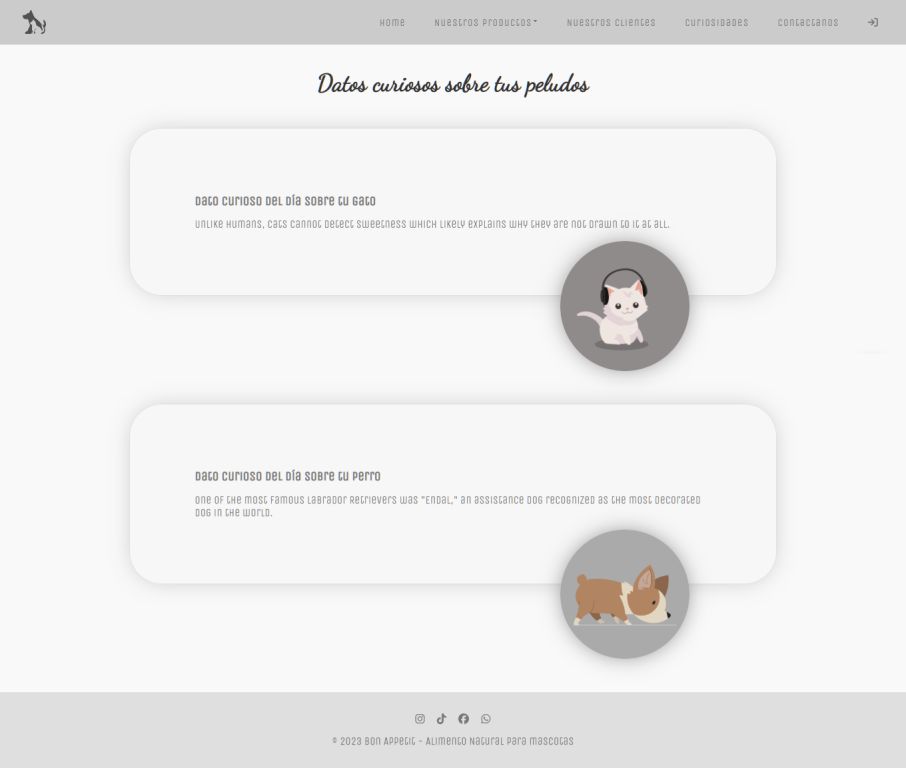 Home Nuestros Productos Nuestros Clientes Curiosidades Contactanos
Datos curiosos sobre tus peludos
Dato curioso del día sobre tu gato
Unlike humans, cats cannot detect sweetness which likely explains why they are not drawn to it at all.
Dato curioso del día sobre tu perro
One of the most famous Labrador Retrievers was "Endal," an assistance dog recognized as the most decorated
dog in the world.
© 2023 Bon Appetit - Alimento Natural para mascotas